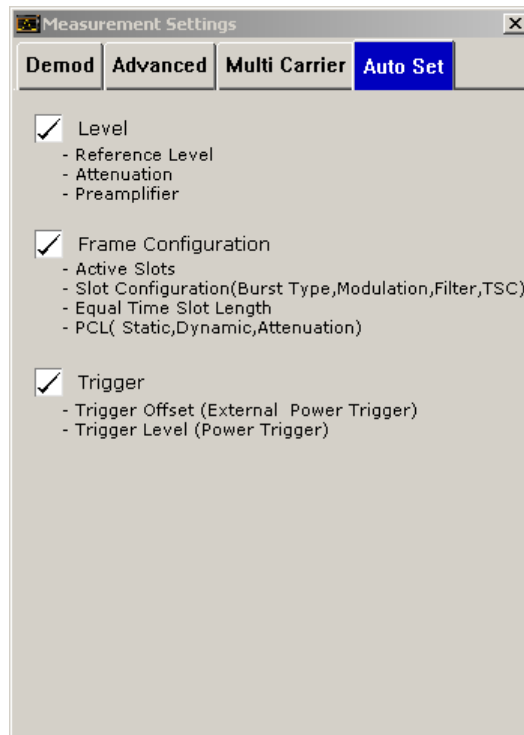 Measurement Settings
Demod Advanced Multi Carrier Auto Set
Level
- Reference Level
- Attenuation
- Preamplifier
Frame Configuration
- Active Slots
- Slot Configuration(Burst Type,Modulation,Filter,TSC)
- Equal Time Slot Length
- PCL( Static,Dynamic,Attenuation)
Trigger
- Trigger Offset (External  Power Trigger)
- Trigger Level (Power Trigger)